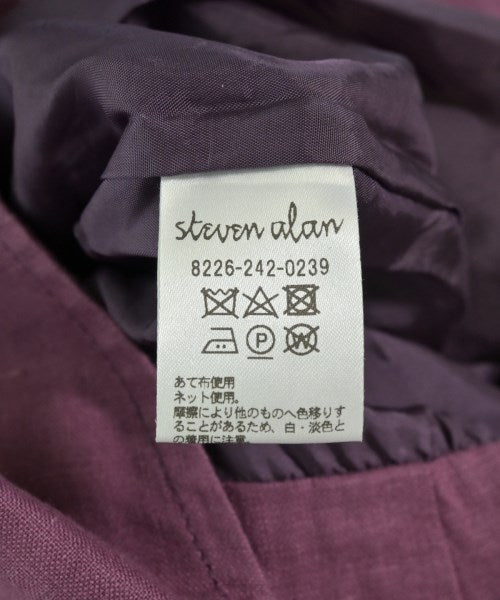 steven alan
8226-242-0239
P
W
あて布使用
ネット使用。
摩擦により他のものへ色移りす
ることがあるため、白・淡色と
の着用に注意。